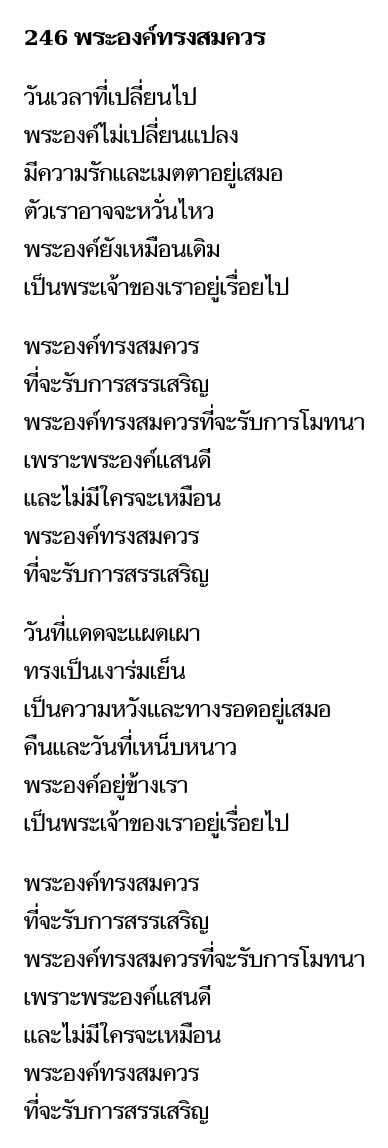 246 พระองค์ทรงสมควร
วันเวลาที่เปลี่ยนไป
พระองค์ไม่เปลี่ยนแปลง
มีความรักและเมตตาอยู่เสมอ
ตัวเราอาจจะหวั่นไหว
พระองค์ยังเหมือนเดิม
เป็นพระเจ้าของเราอยู่เรื่อยไป
พระองค์ทรงสมควร
ที่จะรับการสรรเสริญ
พระองค์ทรงสมควรที่จะรับการโมทนา
เพราะพระองค์แสนดี
และไม่มีใครจะเหมือน
พระองค์ทรงสมควร
ที่จะรับการสรรเสริญ
วันที่แดดจะแผดเผา
ทรงเป็นเงาร่มเย็น
เป็นความหวังและทางรอดอยู่เสมอ
คืนและวันที่เหน็บหนาว
พระองค์อยู่ข้างเรา
เป็นพระเจ้าของเราอยู่เรื่อยไป
พระองค์ทรงสมควร
ที่จะรับการสรรเสริญ
พระองค์ทรงสมควรที่จะรับการโมทนา
เพราะพระองค์แสนดี
และไม่มีใครจะเหมือน
พระองค์ทรงสมควร
ที่จะรับการสรรเสริญ